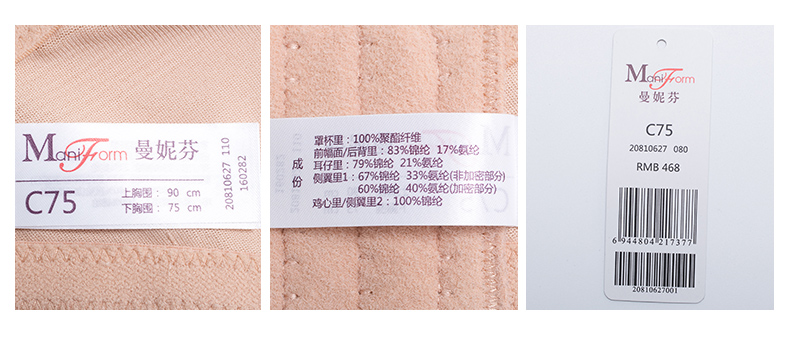 ManiForm 曼妮芬
C75
上胸围： 90 cm
下胸围： 75 cm
20810627 110
160282
成份
罩杯里：100%聚酯纤维
前幅面/后背里：83%锦纶 17%氨纶
耳仔里：79%锦纶 21%氨纶
侧翼里1：67%锦纶 33%氨纶(非加密部分)
60%锦纶 40%氨纶(加密部分)
鸡心里/侧翼里2：100%锦纶
ManiForm
曼妮芬
C75
20810627 080
RMB 468
6 944804 217377
20810627001